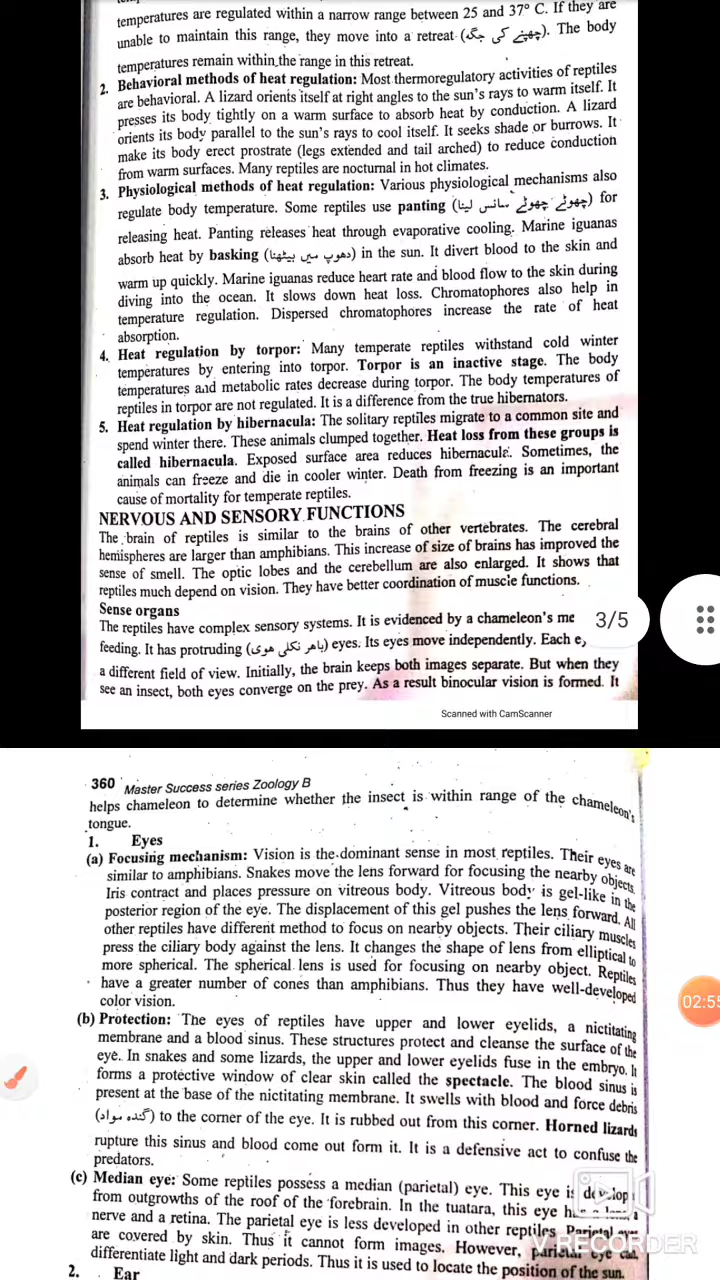 temperatures are regulated within a narrow range between 25 and 37° C. If they are
unable to maintain this range, they move into a retreat (چھپنے کی جگہ). The body
temperatures remain within the range in this retreat.
2. Behavioral methods of heat regulation: Most thermoregulatory activities of reptiles
are behavioral. A lizard orients itself at right angles to the sun's rays to warm itself. It
presses its body tightly on a warm surface to absorb heat by conduction. A lizard
orients its body parallel to the sun's rays to cool itself. It seeks shade or burrows. It
make its body erect prostrate (legs extended and tail arched) to reduce conduction
from warm surfaces. Many reptiles are nocturnal in hot climates.
3. Physiological methods of heat regulation: Various physiological mechanisms also
regulate body temperature. Some reptiles use panting (چھوٹے چھوٹے سانس لینا) for
releasing heat. Panting releases heat through evaporative cooling. Marine iguanas
absorb heat by basking (دھوپ میں بیٹھنا) in the sun. It divert blood to the skin and
warm up quickly. Marine iguanas reduce heart rate and blood flow to the skin during
diving into the ocean. It slows down heat loss. Chromatophores also help in
temperature regulation. Dispersed chromatophores increase the rate of heat
absorption.
4. Heat regulation by torpor: Many temperate reptiles withstand cold winter
temperatures by entering into torpor. Torpor is an inactive stage. The body
temperatures and metabolic rates decrease during torpor. The body temperatures of
reptiles in torpor are not regulated. It is a difference from the true hibernators.
5. Heat regulation by hibernacula: The solitary reptiles migrate to a common site and
spend winter there. These animals clumped together. Heat loss from these groups is
called hibernacula. Exposed surface area reduces hibernacula. Sometimes, the
animals can freeze and die in cooler winter. Death from freezing is an important
cause of mortality for temperate reptiles.
NERVOUS AND SENSORY FUNCTIONS
The brain of reptiles is similar to the brains of other vertebrates. The cerebral
hemispheres are larger than amphibians. This increase of size of brains has improved the
sense of smell. The optic lobes and the cerebellum are also enlarged. It shows that
reptiles much depend on vision. They have better coordination of muscle functions.
Sense organs
The reptiles have complex sensory systems. It is evidenced by a chameleon's me
feeding. It has protruding (باھر نکلی ھوی) eyes. Its eyes move independently. Each
3/5
a different field of view. Initially, the brain keeps both images separate. But when they
see an insect, both eyes converge on the prey. As a result binocular vision is formed. It
Scanned with CamScanner
360 Master Success series Zoology B
helps chameleon to determine whether the insect is within range of the chameleon's
tongue.
1. Eyes
(a) Focusing mechanism: Vision is the dominant sense in most reptiles. Their eyes are
similar to amphibians. Snakes move the lens forward for focusing the nearby objects.
Iris contract and places pressure on vitreous body. Vitreous body is gel-like in the
posterior region of the eye. The displacement of this gel pushes the lens forward. All
other reptiles have different method to focus on nearby objects. Their ciliary muscles
press the ciliary body against the lens. It changes the shape of lens from elliptical to
more spherical. The spherical lens is used for focusing on nearby object. Reptiles
have a greater number of cones than amphibians. Thus they have well-developed
color vision.
02:55
(b) Protection: The eyes of reptiles have upper and lower eyelids, a nictitating
membrane and a blood sinus. These structures protect and cleanse the surface of the
eye. In snakes and some lizards, the upper and lower eyelids fuse in the embryo. It
forms a protective window of clear skin called the spectacle. The blood sinus is
present at the base of the nictitating membrane. It swells with blood and force debris
(گندہ مواد) to the corner of the eye. It is rubbed out from this corner. Horned lizards
rupture this sinus and blood come out form it. It is a defensive act to confuse the
predators.
(c) Median eye: Some reptiles possess a median (parietal) eye. This eye is develop
from outgrowths of the roof of the forebrain. In the tuatara, this eye
nerve and a retina. The parietal eye is less developed in other reptiles. Parietal
are covered by skin. Thus it cannot form images. However, parietal eye can
differentiate light and dark periods. Thus it is used to locate the position of the sun.
V RECORDER
2. Ear